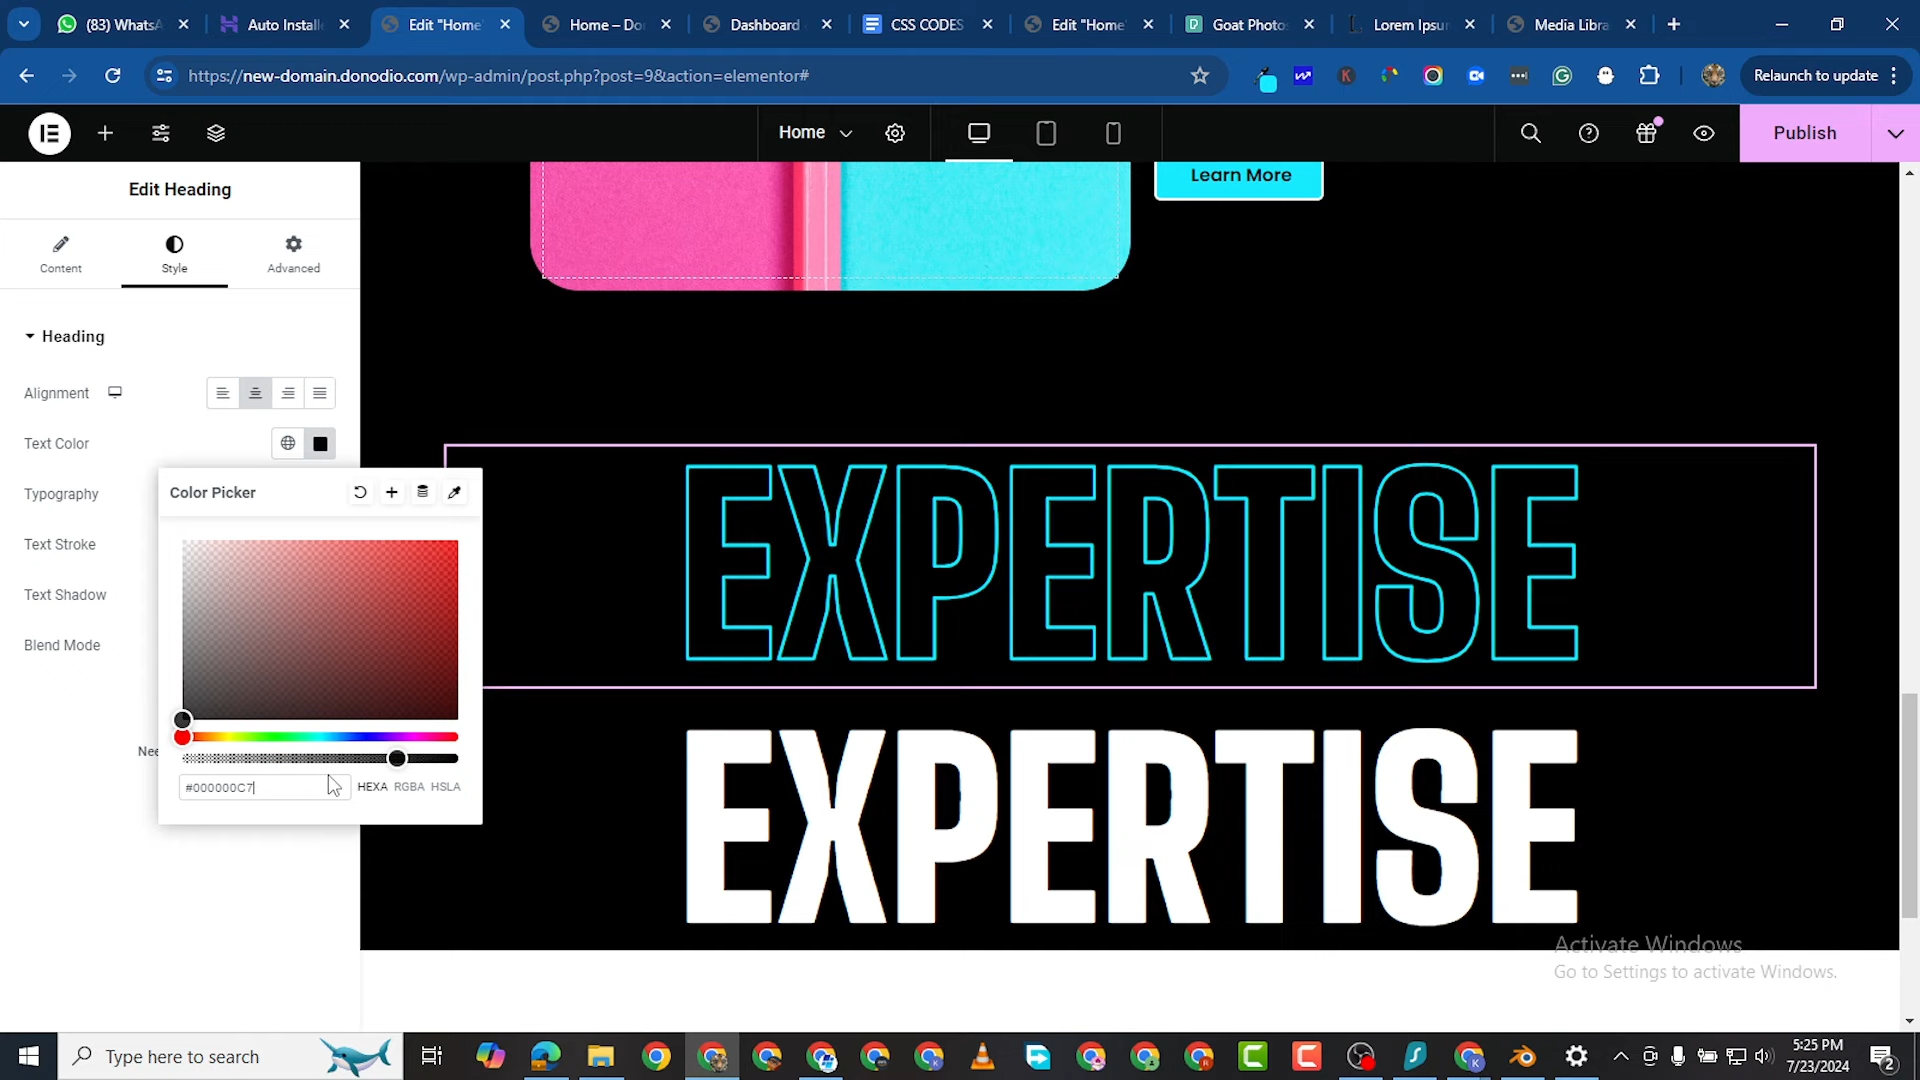 (83) WhatsA
Auto Installe
Edit "Home"
Home – Do
Dashboard
CSS CODES
Edit "Home"
Goat Photos
Lorem Ipsu
Media Libra
https://new-domain.donodio.com/wp-admin/post.php?post=9&action=elementor#
Relaunch to update
Home
Publish
Edit Heading
Learn More
Content
Style
Advanced
Heading
Alignment
Text Color
Color Picker
Typography
EXPERTISE
Text Stroke
Text Shadow
Blend Mode
Nee
#000000C7
HEXA RGBA HSLA
EXPERTISE
Activate Windows
Go to Settings to activate Windows.
Type here to search
5:25 PM
7/23/2024
2